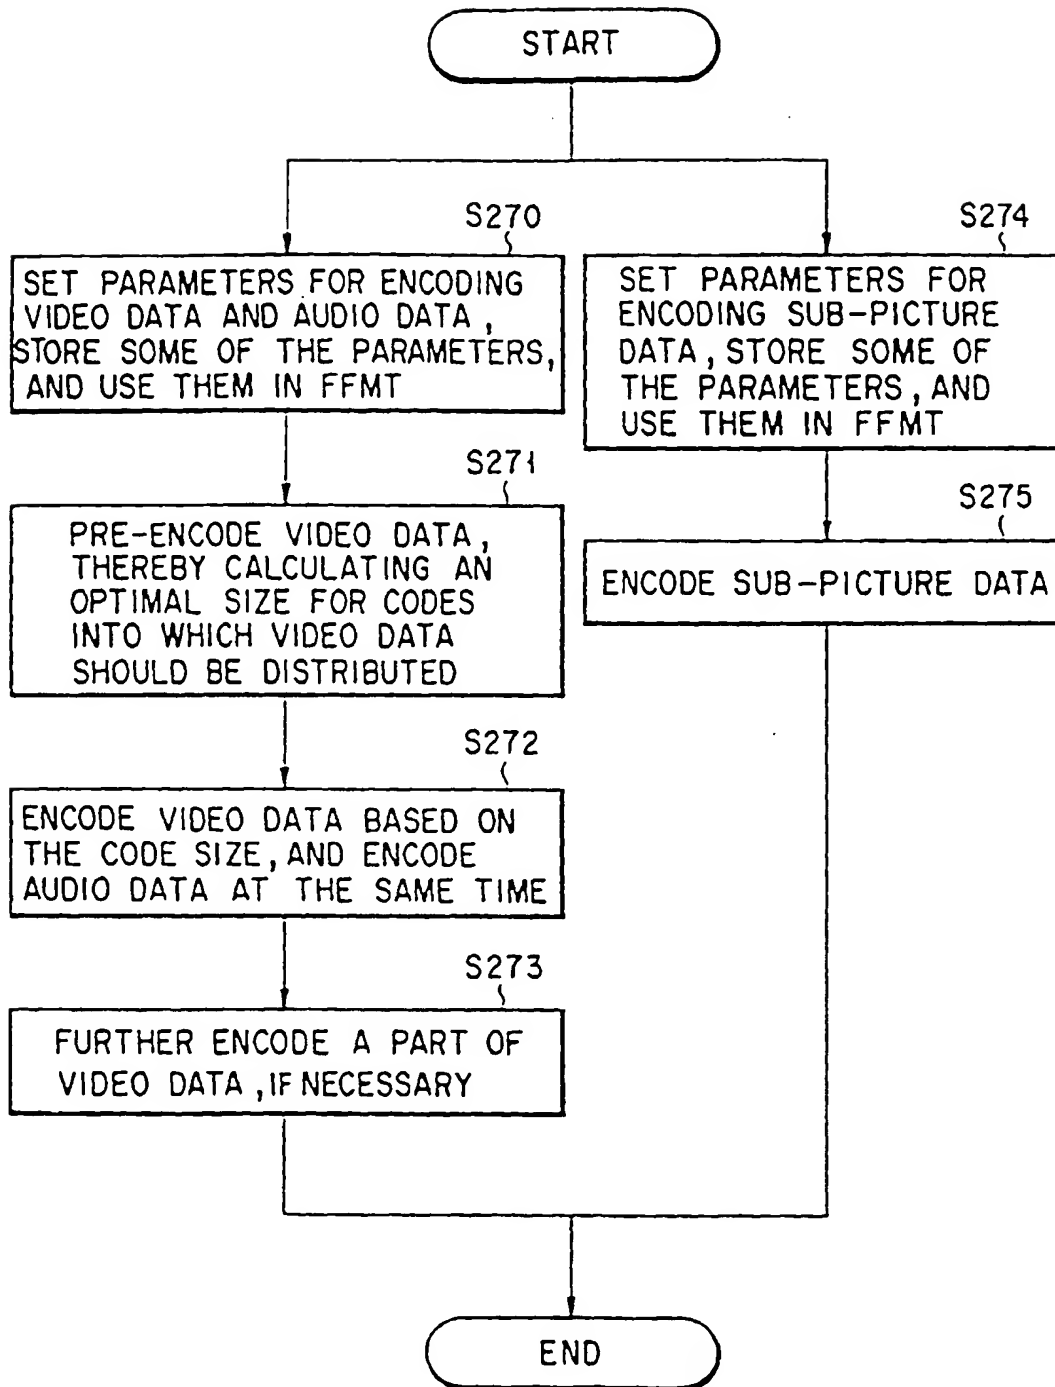 START
S270
SET PARAMETERS FOR ENCODING
VIDEO DATA AND AUDIO DATA,
STORE SOME OF THE PARAMETERS,
AND USE THEM IN FFMT
S271
PRE-ENCODE VIDEO DATA,
THEREBY CALCULATING AN
OPTIMAL SIZE FOR CODES
INTO WHICH VIDEO DATA
SHOULD BE DISTRIBUTED
S272
ENCODE VIDEO DATA BASED ON
THE CODE SIZE, AND ENCODE
AUDIO DATA AT THE SAME TIME
S273
FURTHER ENCODE A PART OF
VIDEO DATA, IF NECESSARY
S274
SET PARAMETERS FOR
ENCODING SUB-PICTURE
DATA, STORE SOME OF
THE PARAMETERS, AND
USE THEM IN FFMT
S275
ENCODE SUB-PICTURE DATA
END